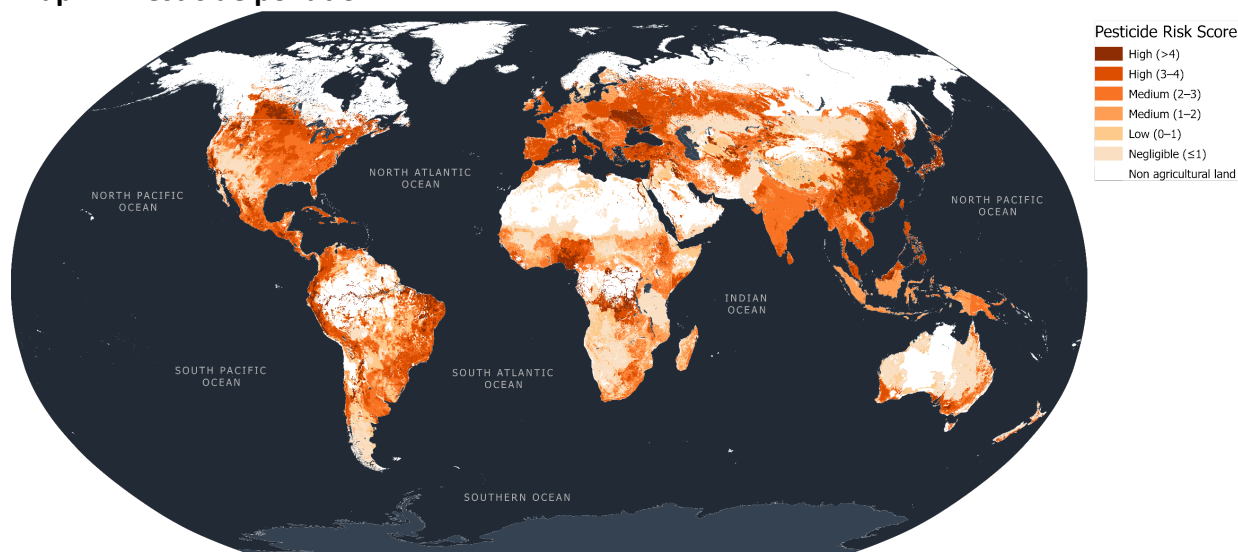 Pesticide Risk Score
High (>4)
High (3–4)
Medium (2–3)
Medium (1–2)
Low (0–1)
Negligible (≤1)
Non agricultural land
NORTH ATLANTIC
OCEAN
NORTH PACIFIC
OCEAN
NORTH PACIFIC
OCEAN
INDIAN
OCEAN
SOUTH PACIFIC
OCEAN
SOUTH ATLANTIC
OCEAN
SOUTHERN OCEAN